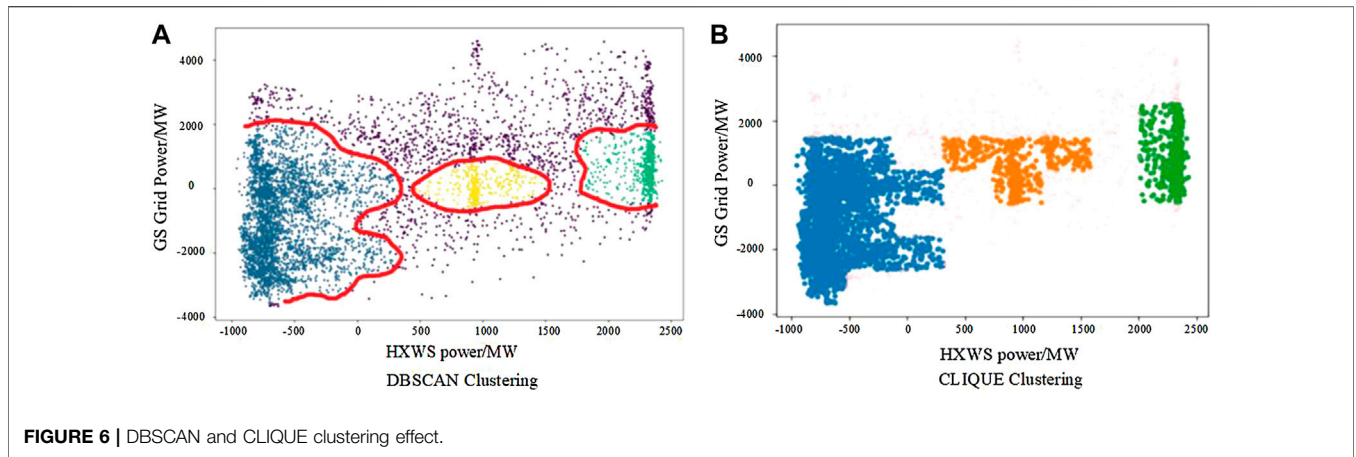 A
4000
2000
0
-2000
-4000
GS Grid Power/MW
-1000 -500 0 500 1000 1500 2000 2500
HXWS power/MW
DBSCAN Clustering
B
4000
2000
0
-2000
-4000
GS Grid Power/MW
-1000 -500 0 500 1000 1500 2000 2500
HXWS power/MW
CLIQUE Clustering
FIGURE 6 | DBSCAN and CLIQUE clustering effect.